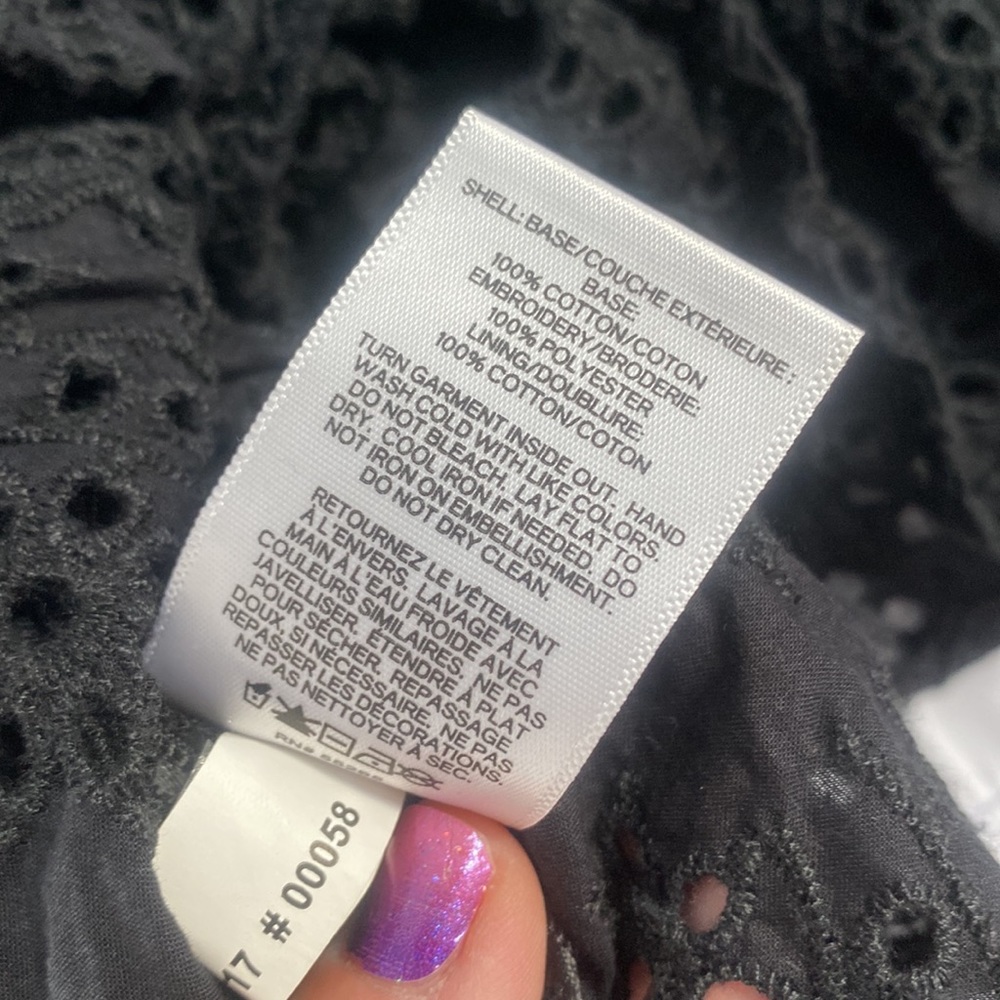 SHELL: BASE/COUCHE EXTÉRIEURE:
BASE:
100% COTTON/COTON
EMBROIDERY/BRODERIE:
100% POLYESTER
LINING/DOUBLURE:
100% COTTON/COTON
TURN GARMENT INSIDE OUT. HAND
WASH COLD WITH LIKE COLORS.
DO NOT BLEACH. LAY FLAT TO
DRY. COOL IRON IF NEEDED. DO
NOT IRON ON EMBELLISHMENT.
DO NOT DRY CLEAN.
RETOURNEZ LE VÊTEMENT
À L'ENVERS. LAVAGE À LA
MAIN À L'EAU FROIDE AVEC
COULEURS SIMILAIRES. NE PAS
JAVELLISER. ÉTENDRE À PLAT
POUR SÉCHER. REPASSAGE
DOUX, SI NÉCESSAIRE. NE PAS
REPASSER LES DÉCORATIONS.
NE PAS NETTOYER À SEC.
RN#
17 # 00058